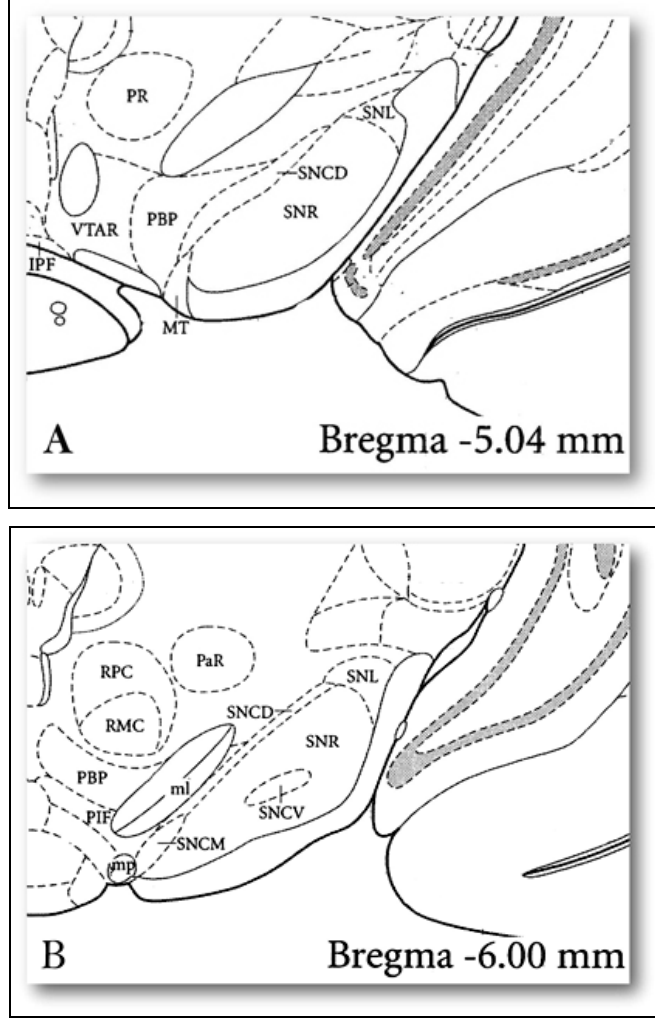 PR
SNL
SNCD
SNR
PBP
VTAR
IPF
MT
A
Bregma -5.04 mm
PaR
RPC
SNL
SNCD
RMC
SNR
PBP
ml
SNCV
PIF
SNCM
mp
B
Bregma -6.00 mm